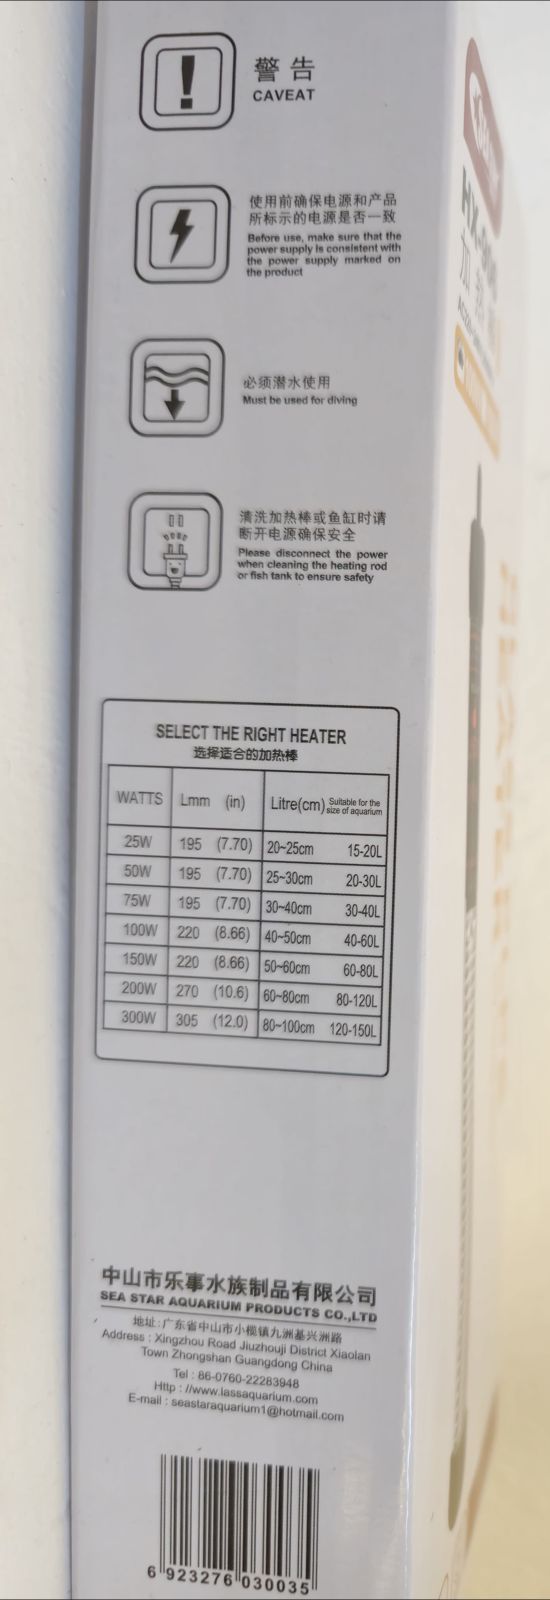 警告
CAVEAT
使用前确保电源和产品
所标示的电源是否一致
Before use, make sure that the
power supply is consistent with
the power supply marked on
the product
必须潜水使用
Must be used for diving
清洗加热棒或鱼缸时请
断开电源确保安全
Please disconnect the power
when cleaning the heating rod
or fish tank to ensure safety
SELECT THE RIGHT HEATER
选择适合的加热棒
WATTS Lmm (in) Litre(cm) Suitable for the size of aquarium
25W 195 (7.70) 20~25cm 15-20L
50W 195 (7.70) 25~30cm 20-30L
75W 195 (7.70) 30~40cm 30-40L
100W 220 (8.66) 40~50cm 40-60L
150W 220 (8.66) 50~60cm 60-80L
200W 270 (10.6) 60~80cm 80-120L
300W 305 (12.0) 80~100cm 120-150L
中山市乐事水族制品有限公司
SEA STAR AQUARIUM PRODUCTS CO.,LTD
地址:广东省中山市小榄镇九洲基兴洲路
Address : Xingzhou Road Jiuzhouji District Xiaolan
Town Zhongshan Guangdong China
Tel : 86-0760-22283948
Http : //www.lassaquarium.com
E-mail : seastaraquarium1@hotmail.com
6 923276 030035